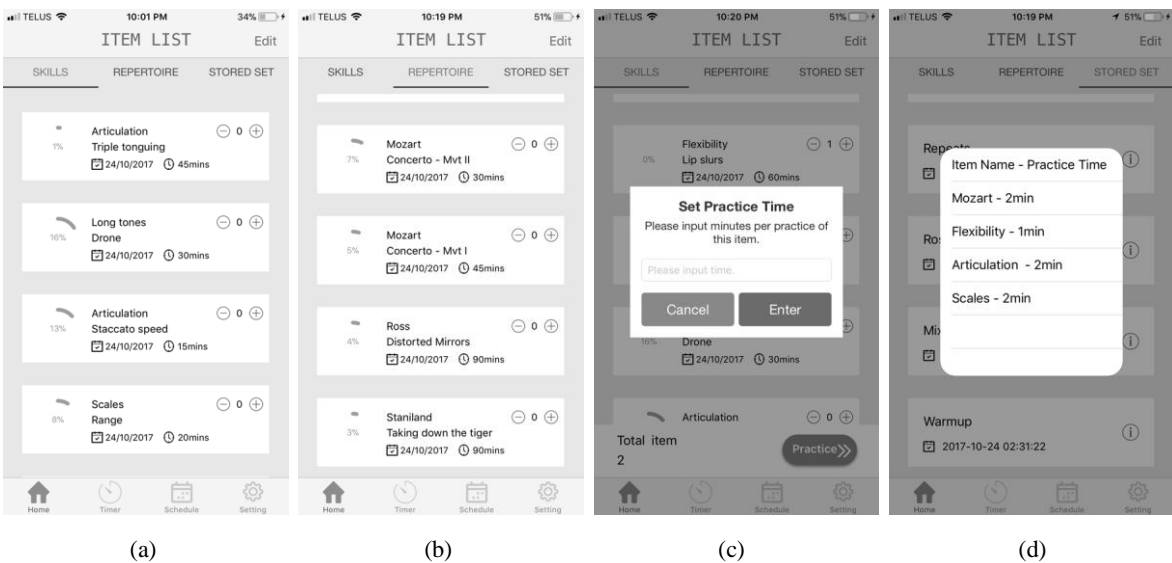 TELUS 10:01 PM 34%
ITEM LIST Edit
SKILLS REPERTOIRE STORED SET
Articulation
1% Triple tonguing 0
24/10/2017 45mins
Long tones
16% Drone 0
24/10/2017 30mins
Articulation
13% Staccato speed 0
24/10/2017 15mins
Scales
6% Range 0
24/10/2017 20mins
Home Timer Schedule Setting
(a)
TELUS 10:19 PM 51%
ITEM LIST Edit
SKILLS REPERTOIRE STORED SET
Mozart
7% Concerto - Mvt II 0
24/10/2017 30mins
Mozart
5% Concerto - Mvt I 0
24/10/2017 45mins
Ross
4% Distorted Mirrors 0
24/10/2017 90mins
Staniland
3% Taking down the tiger 0
24/10/2017 90mins
Home Timer Schedule Setting
(b)
TELUS 10:20 PM 51%
ITEM LIST Edit
SKILLS REPERTOIRE STORED SET
Flexibility
0% Lip slurs 1
24/10/2017 60mins
Set Practice Time
Please input minutes per practice of
this item.
Please input time.
Cancel Enter
16% Drone
24/10/2017 30mins
Articulation 0
Total item
2
Practice
Home Timer Schedule Setting
(c)
TELUS 10:19 PM 51%
ITEM LIST Edit
SKILLS REPERTOIRE STORED SET
Repeats
Item Name - Practice Time
Mozart - 2min
Flexibility - 1min
Ros
Articulation - 2min
Scales - 2min
Mix
Warmup
2017-10-24 02:31:22
Home Timer Schedule Setting
(d)